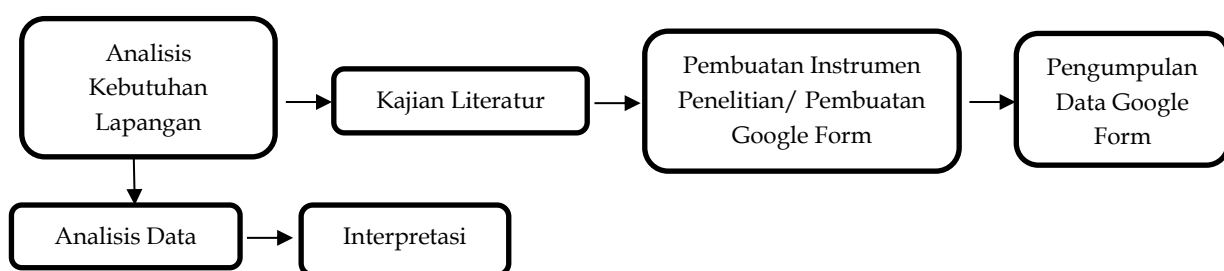 Analisis
Kebutuhan
Lapangan
Kajian Literatur
Pembuatan Instrumen
Penelitian/ Pembuatan
Google Form
Pengumpulan
Data Google
Form
Analisis Data
Interpretasi